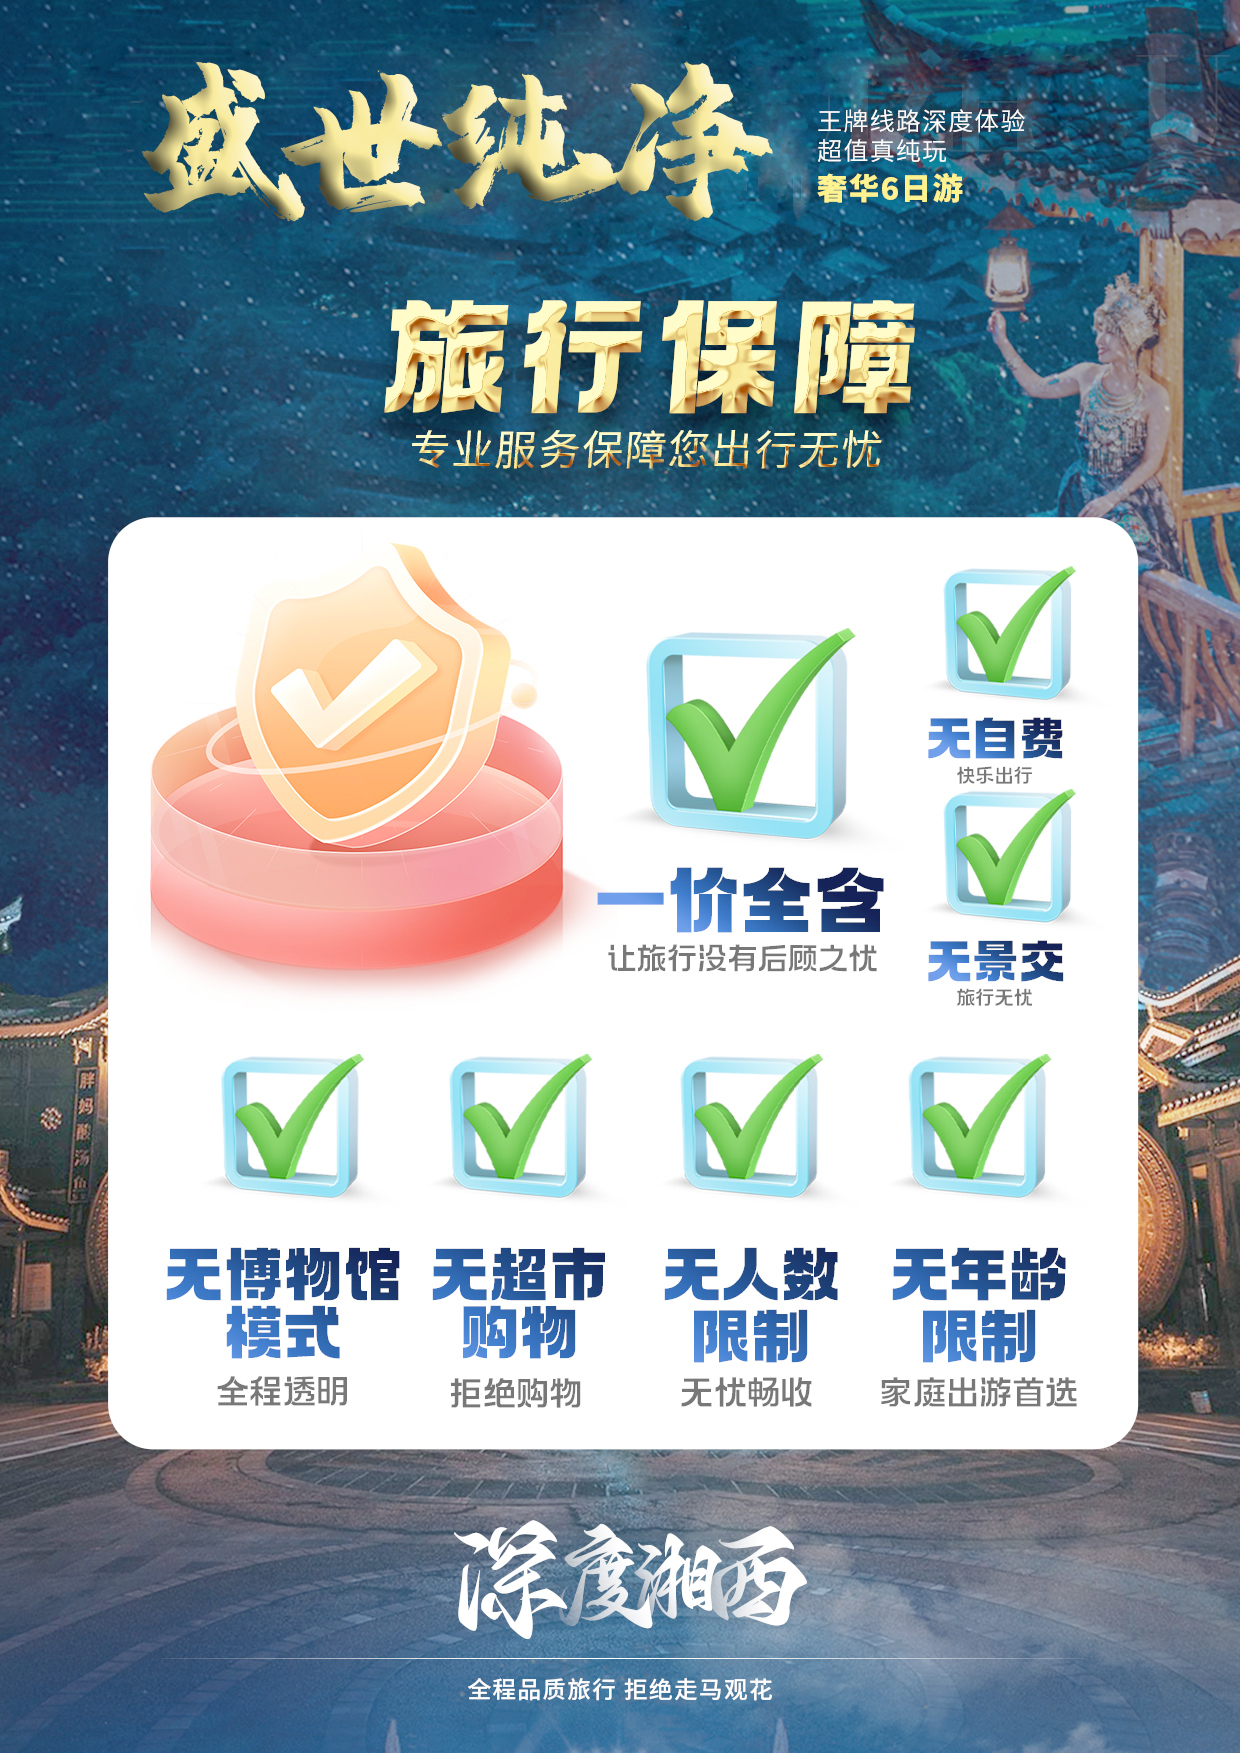 盛世纯净
王牌线路深度体验
超值真纯玩
奢华6日游
旅行保障
专业服务保障您出行无忧
一价全含
让旅行没有后顾之忧
无自费
快乐出行
无景交
旅行无忧
无博物馆
模式
全程透明
无超市
购物
拒绝购物
无人数
限制
无忧畅收
无年龄
限制
家庭出游首选
胖妈酸汤鱼
深度湘西
全程品质旅行 拒绝走马观花